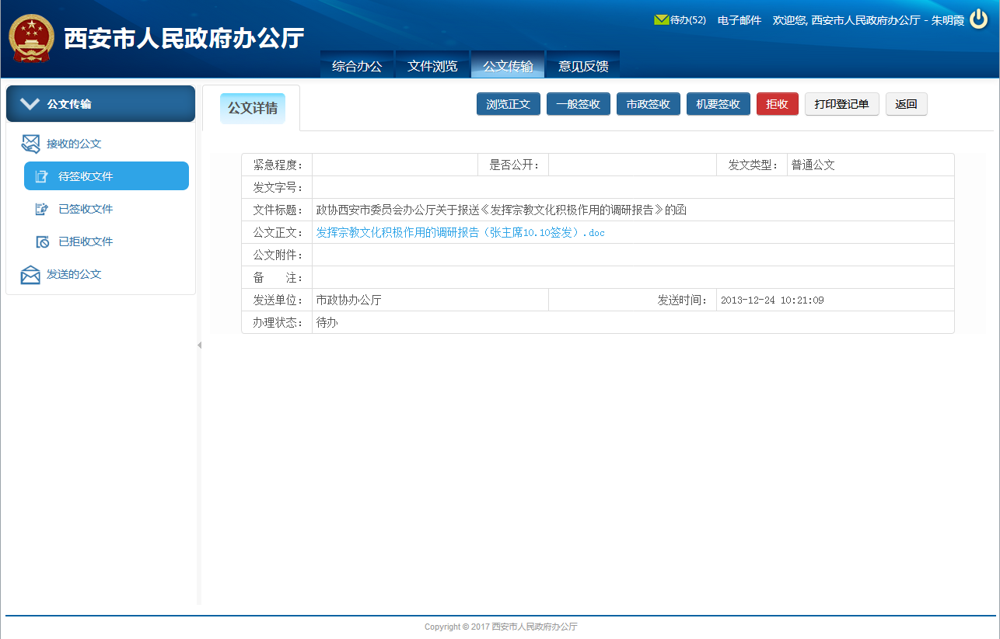 西安市人民政府办公厅
待办(52) 电子邮件 欢迎您, 西安市人民政府办公厅 - 朱明霞
综合办公 文件浏览 公文传输 意见反馈
公文传输
接收的公文
待签收文件
已签收文件
已拒收文件
发送的公文
公文详情
浏览正文 一般签收 市政签收 机要签收 拒收 打印登记单 返回
紧急程度： 是否公开： 发文类型： 普通公文
发文字号：
文件标题： 政协西安市委员会办公厅关于报送《发挥宗教文化积极作用的调研报告》的函
公文正文： 发挥宗教文化积极作用的调研报告（张主席10.10签发）.doc
公文附件：
备 注：
发送单位： 市政协办公厅 发送时间： 2013-12-24 10:21:09
办理状态： 待办
Copyright © 2017 西安市人民政府办公厅